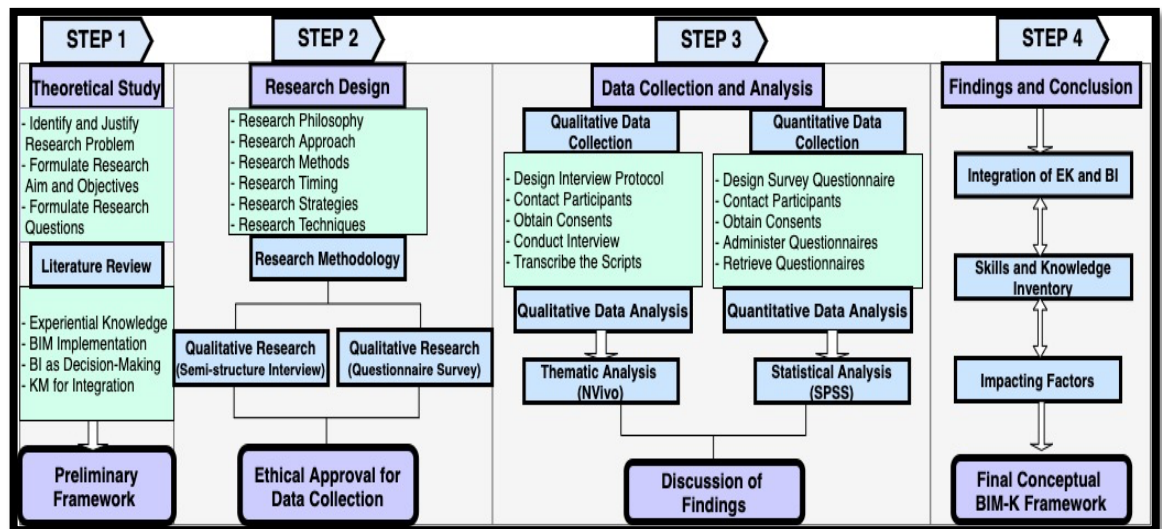 STEP 1
Theoretical Study
- Identify and Justify
Research Problem
- Formulate Research
Aim and Objectives
- Formulate Research
Questions
Literature Review
- Experiential Knowledge
- BIM Implementation
- BI as Decision-Making
- KM for Integration
Preliminary
Framework
STEP 2
Research Design
- Research Philosophy
- Research Approach
- Research Methods
- Research Timing
- Research Strategies
- Research Techniques
Research Methodology
Qualitative Research
(Semi-structure Interview)
Qualitative Research
(Questionnaire Survey)
Ethical Approval for
Data Collection
STEP 3
Data Collection and Analysis
Qualitative Data
Collection
- Design Interview Protocol
- Contact Participants
- Obtain Consents
- Conduct Interview
- Transcribe the Scripts
Qualitative Data Analysis
Thematic Analysis
(NVivo)
Quantitative Data
Collection
- Design Survey Questionnaire
- Contact Participants
- Obtain Consents
- Administer Questionnaires
- Retrieve Questionnaires
Quantitative Data Analysis
Statistical Analysis
(SPSS)
Discussion of
Findings
STEP 4
Findings and Conclusion
Integration of EK and BI
Skills and Knowledge
Inventory
Impacting Factors
Final Conceptual
BIM-K Framework